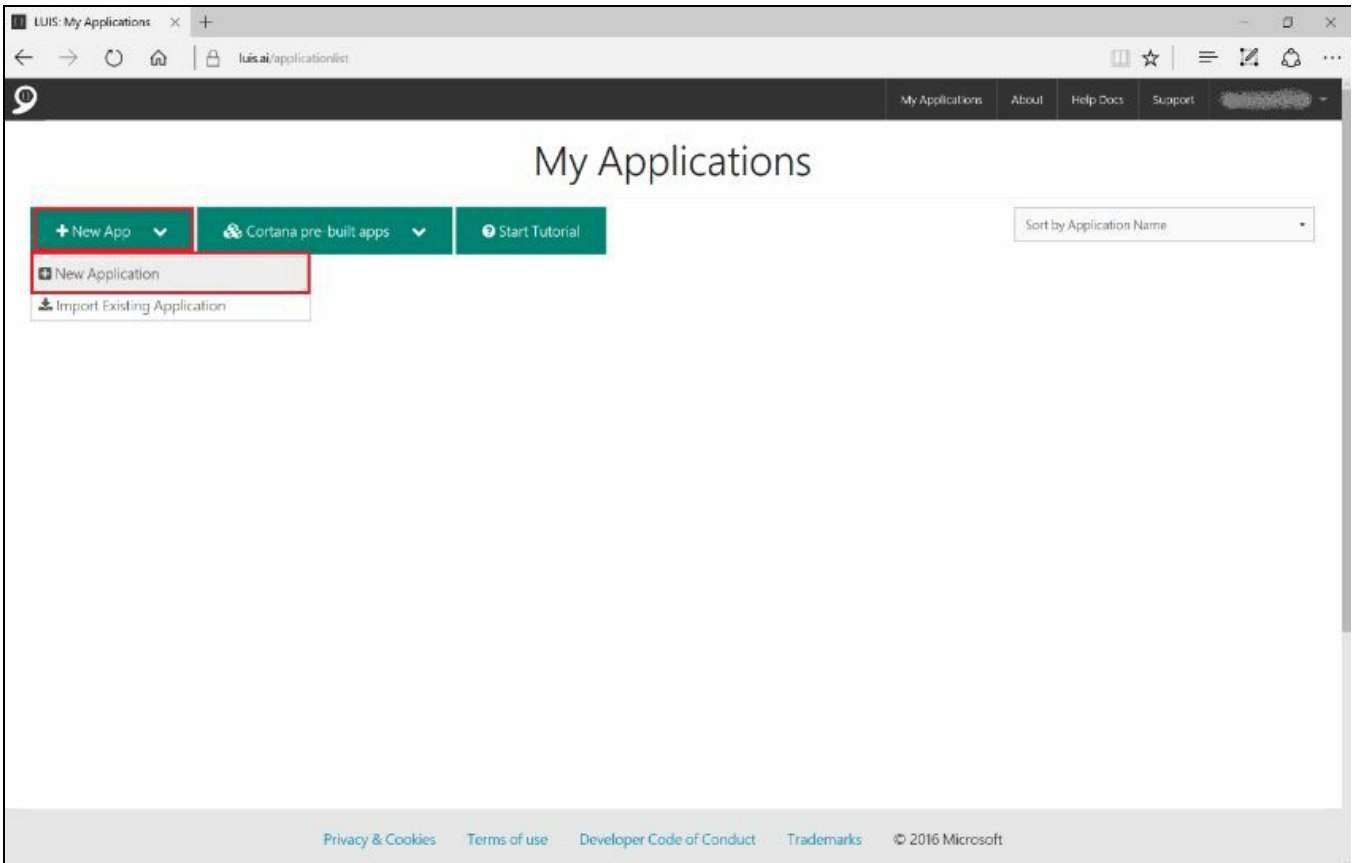 LUIS: My Applications
luis.ai/applicationlist
My Applications About Help Docs Support
My Applications
New App Cortana pre-built apps Start Tutorial Sort by Application Name
New Application
Import Existing Application
Privacy & Cookies Terms of use Developer Code of Conduct Trademarks © 2016 Microsoft